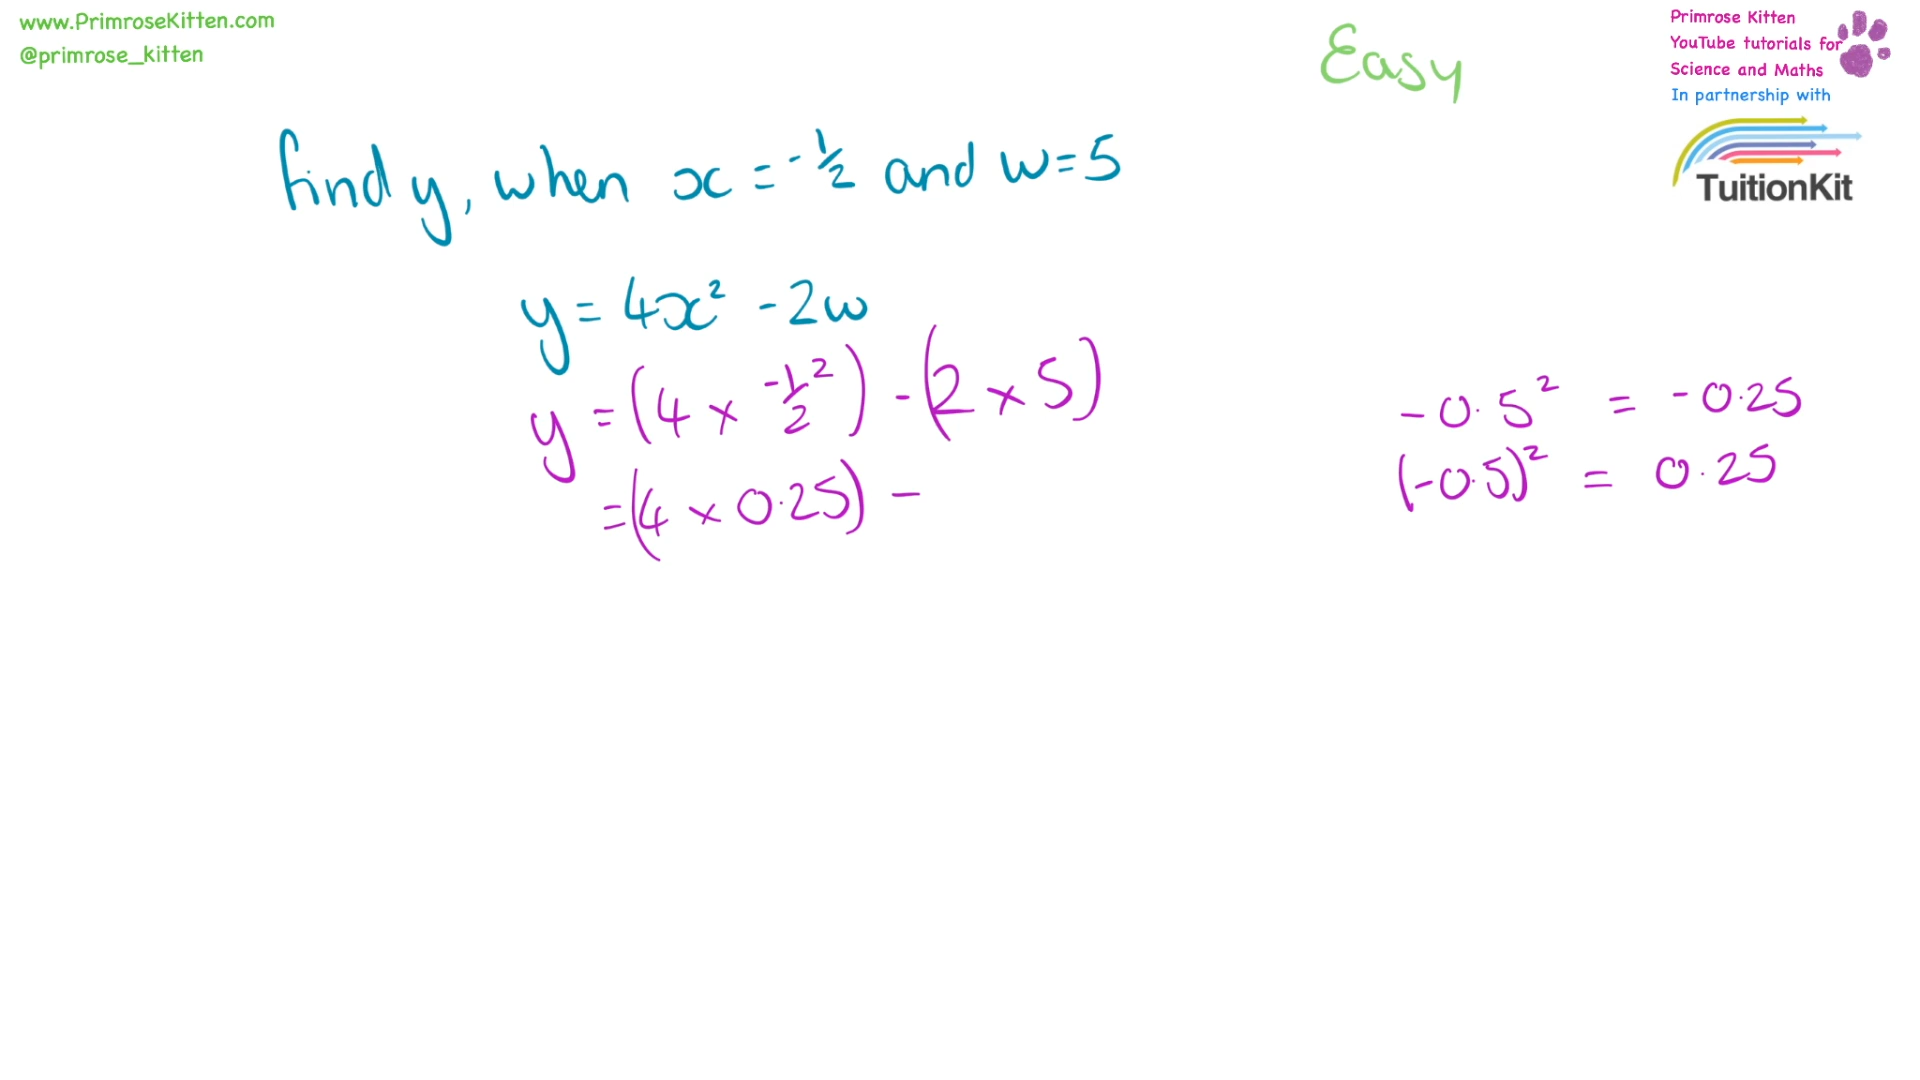 www.PrimroseKitten.com
@primrose_kitten
Easy
Primrose Kitten
YouTube tutorials for
Science and Maths
In partnership with
TuitionKit
find y, when x = -1/2 and w = 5
y = 4x² - 2w
y = (4 x -1/2²) - (2 x 5)
= (4 x 0.25) -
-0.5² = -0.25
(-0.5)² = 0.25